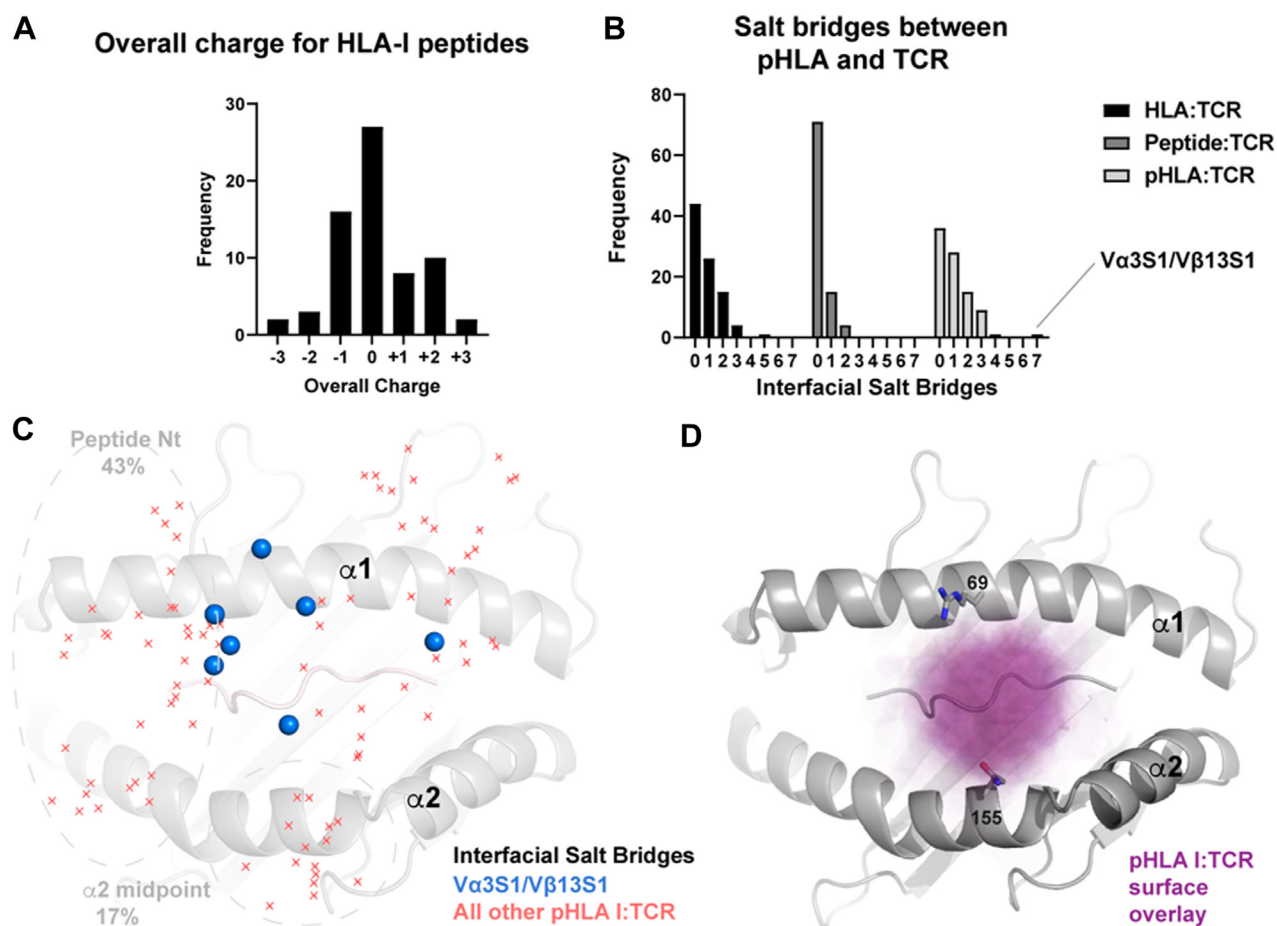 A
Overall charge for HLA-I peptides
30
20
10
0
Frequency
-3 -2 -1 0 +1 +2 +3
Overall Charge
B
Salt bridges between
pHLA and TCR
80
60
40
20
0
Frequency
0 1 2 3 4 5 6 7 0 1 2 3 4 5 6 7 0 1 2 3 4 5 6 7
Interfacial Salt Bridges
HLA:TCR
Peptide:TCR
pHLA:TCR
Vα3S1/Vβ13S1
C
Peptide Nt
43%
α1
α2
α2 midpoint
17%
Interfacial Salt Bridges
Vα3S1/Vβ13S1
All other pHLA I:TCR
D
69
α1
α2
155
pHLA I:TCR
surface
overlay